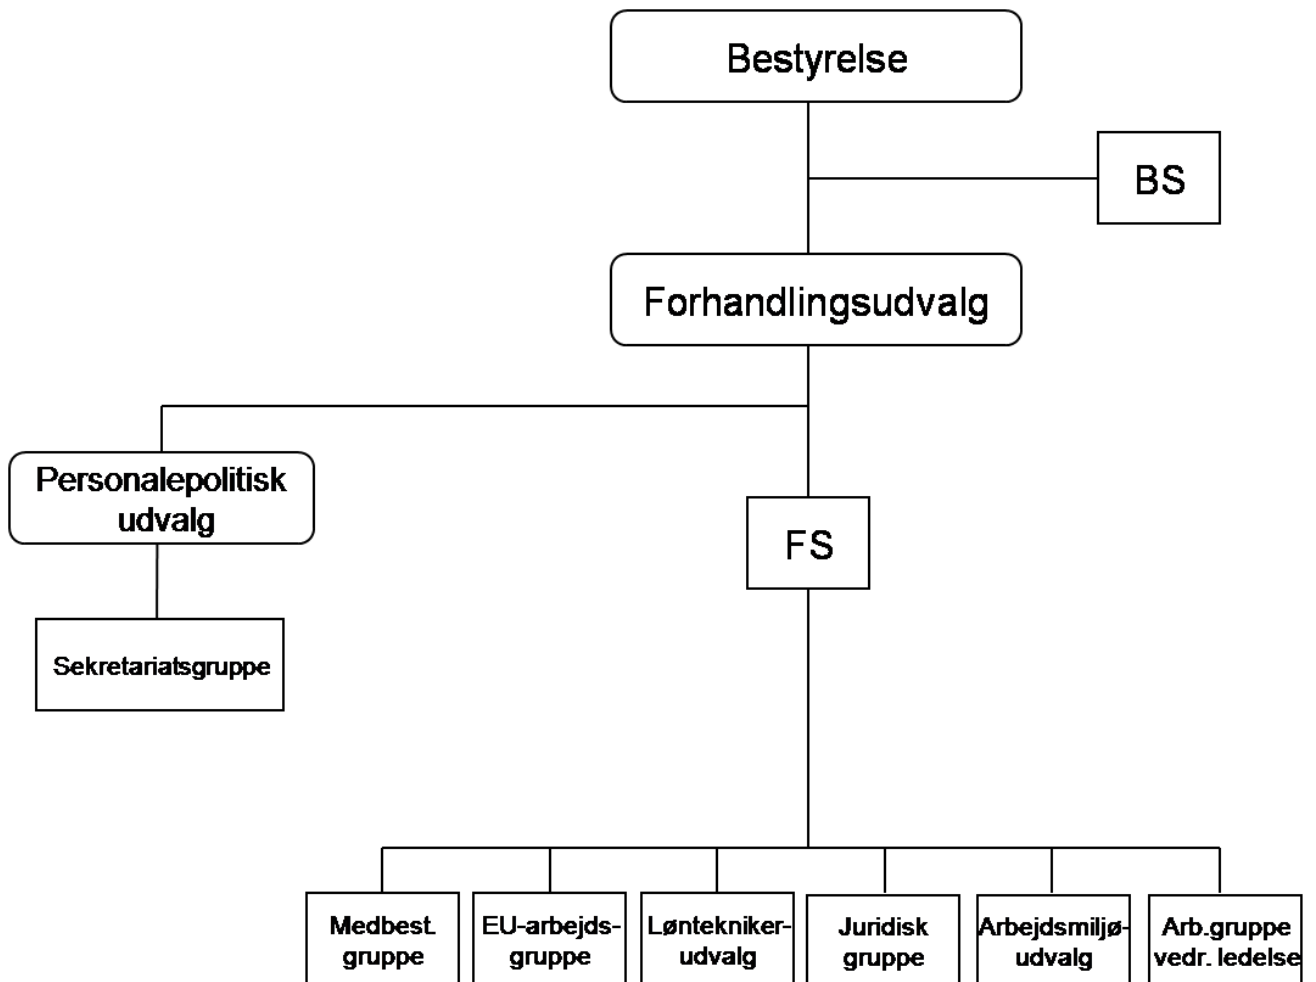 Bestyrelse
BS
Forhandlingsudvalg
Personalepolitisk
udvalg
FS
Sekretariatsgruppe
Medbest.
gruppe
EU-arbejds-
gruppe
Løntekniker-
udvalg
Juridisk
gruppe
Arbejdsmiljø-
udvalg
Arb.gruppe
vedr. ledelse